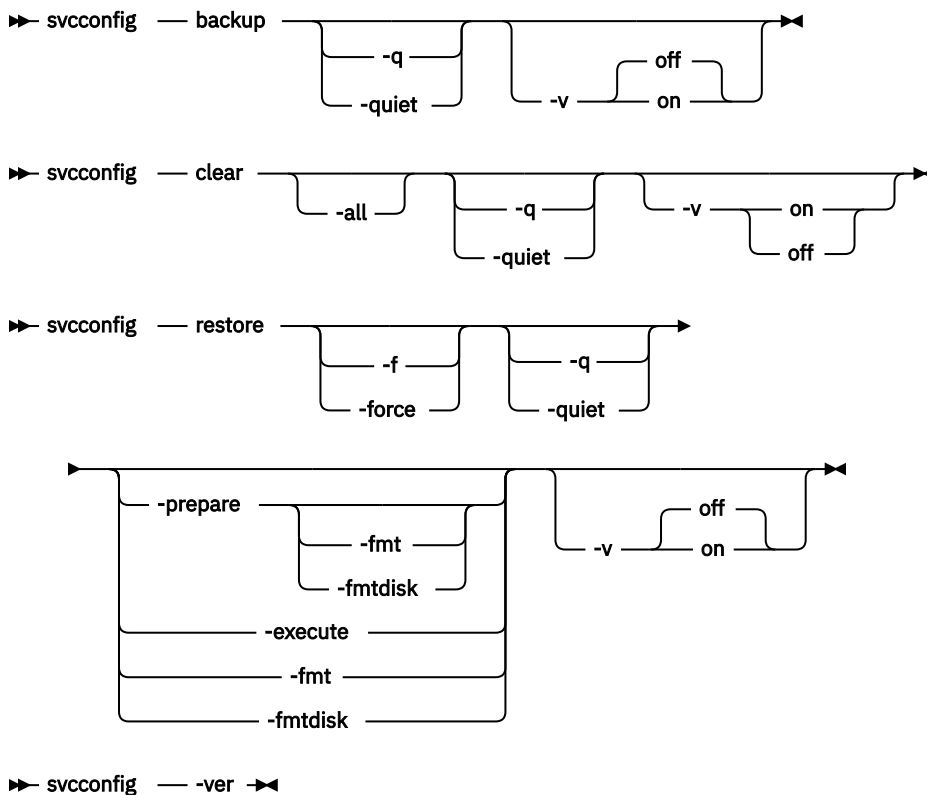 svcconfig backup
-q
-quiet
-v
off
on
svcconfig clear
-all
-q
-quiet
-v
on
off
svcconfig restore
-f
-force
-q
-quiet
-prepare
-fmt
-fmtdisk
-execute
-fmt
-fmtdisk
-v
off
on
svcconfig -ver